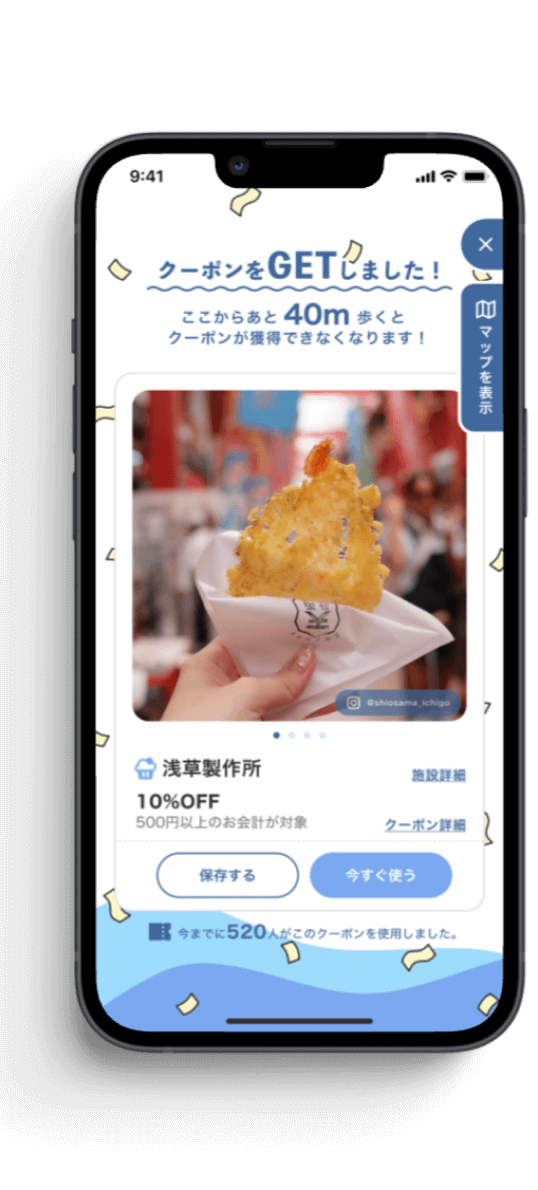 9:41
クーポンをGETしました！
ここからあと 40m 歩くと
クーポンが獲得できなくなります！
マップを表示
@shiosama_ichigo
浅草製作所
施設詳細
10%OFF
500円以上のお会計が対象
クーポン詳細
保存する
今すぐ使う
今までに520人がこのクーポンを使用しました。